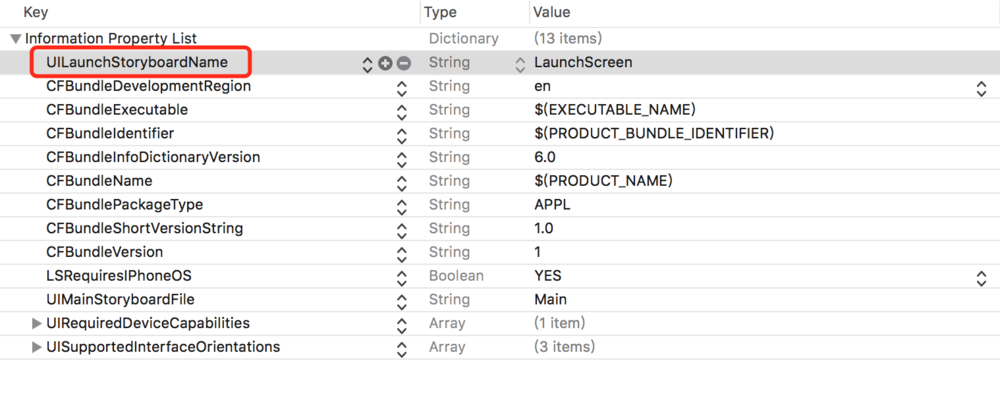 Key Type Value
Information Property List Dictionary (13 items)
UILaunchStoryboardName String LaunchScreen
CFBundleDevelopmentRegion String en
CFBundleExecutable String $(EXECUTABLE_NAME)
CFBundleIdentifier String $(PRODUCT_BUNDLE_IDENTIFIER)
CFBundleInfoDictionaryVersion String 6.0
CFBundleName String $(PRODUCT_NAME)
CFBundlePackageType String APPL
CFBundleShortVersionString String 1.0
CFBundleVersion String 1
LSRequiresIPhoneOS Boolean YES
UIMainStoryboardFile String Main
UIRequiredDeviceCapabilities Array (1 item)
UISupportedInterfaceOrientations Array (3 items)